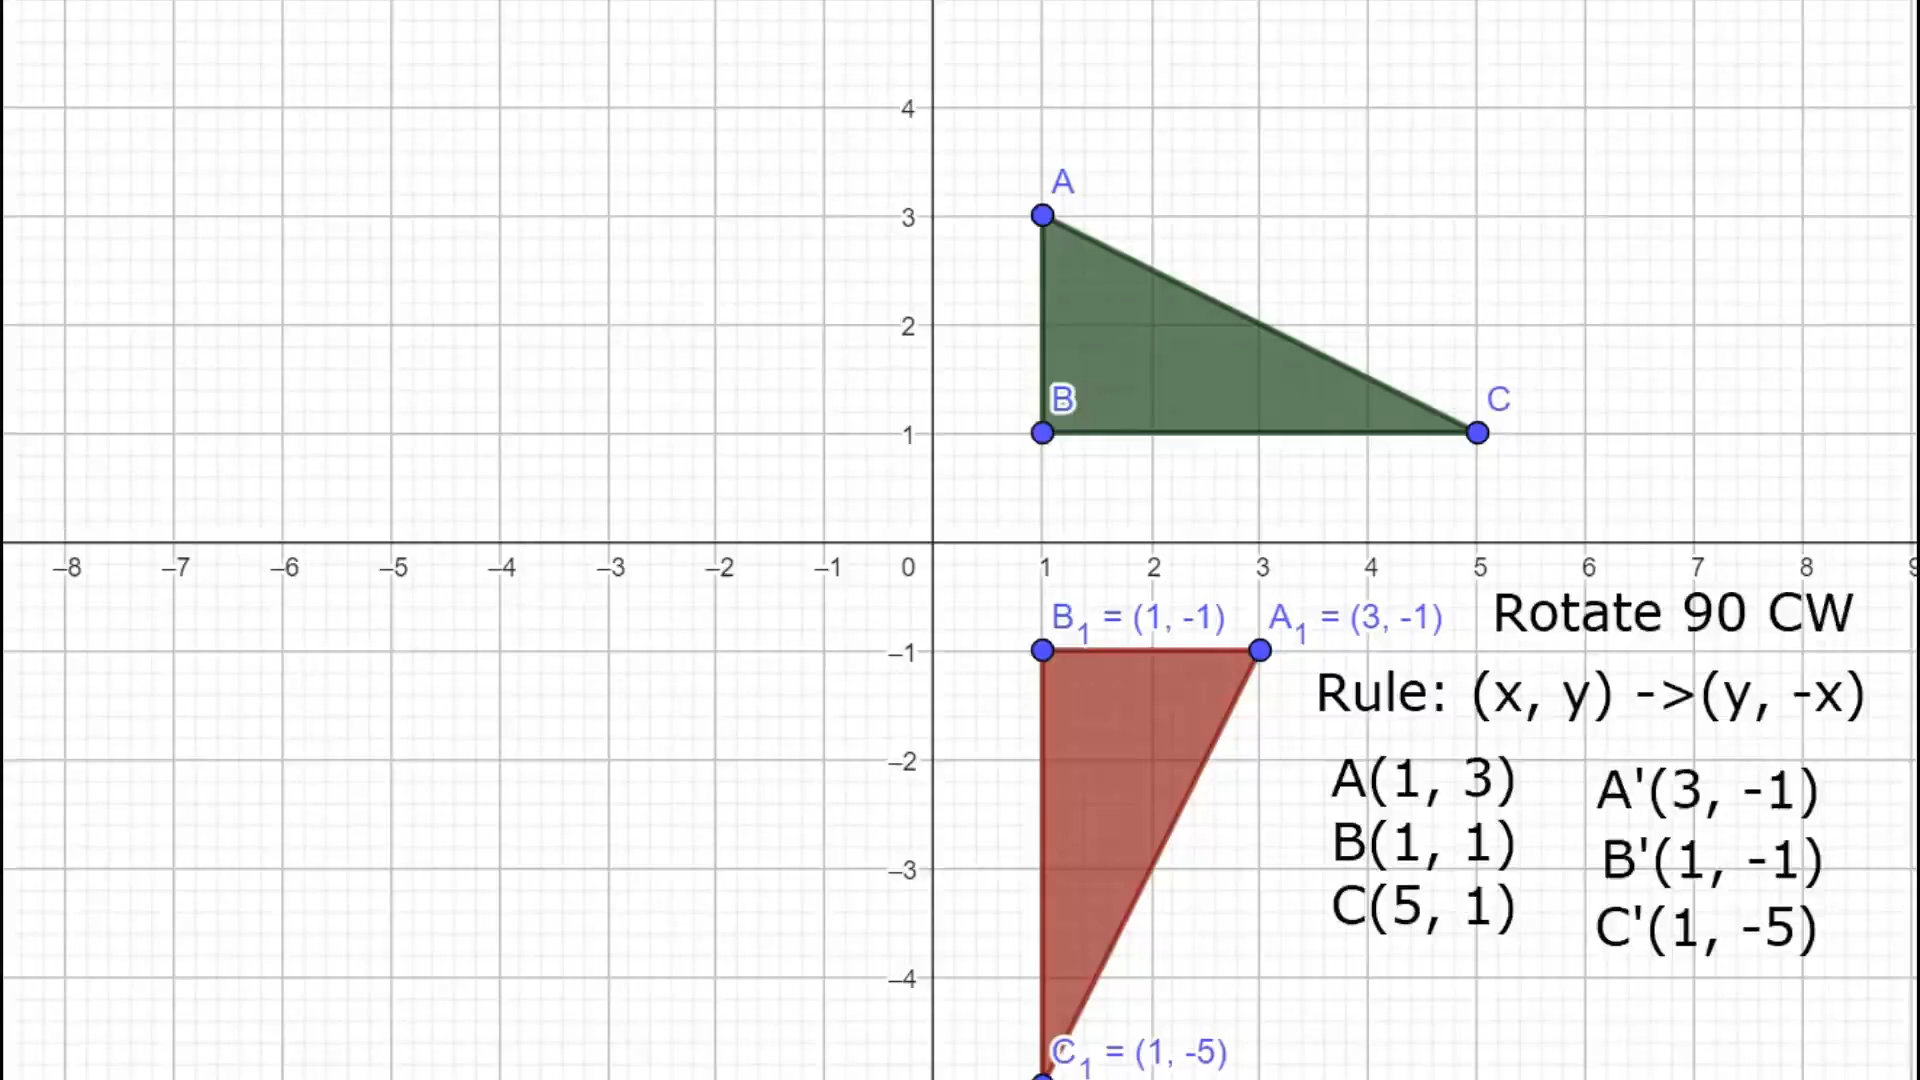 4
A
3
2
B
C
1
–8 –7 –6 –5 –4 –3 –2 –1 0 1 2 3 4 5 6 7 8
B₁ = (1, -1) A₁ = (3, -1)
Rotate 90 CW
–1
Rule: (x, y) ->(y, -x)
–2
A(1, 3) A'(3, -1)
B(1, 1) B'(1, -1)
–3
C(5, 1) C'(1, -5)
–4
C₁ = (1, -5)